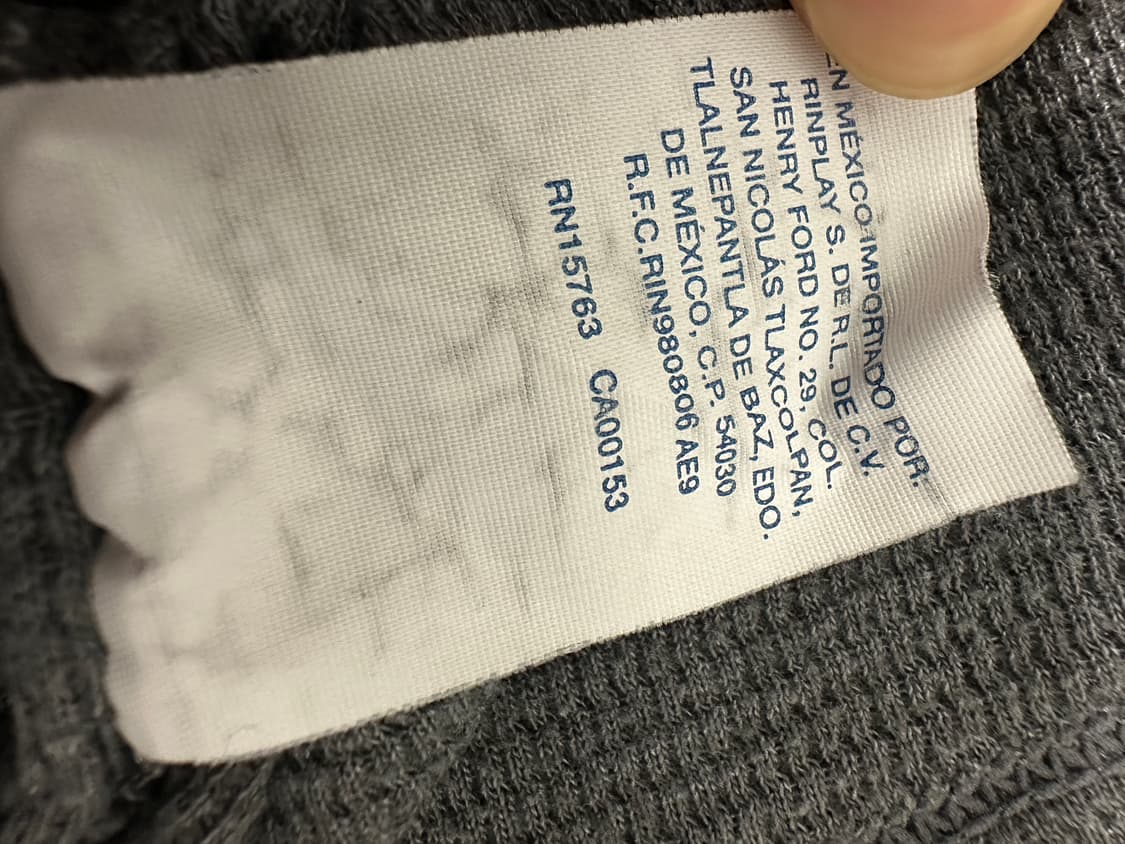 EN MÉXICO IMPORTADO POR:
RINPLAY S. DE R.L. DE C.V.
HENRY FORD NO. 29, COL.
SAN NICOLÁS TLAXCOLPAN,
TLALNEPANTLA DE BAZ, EDO.
DE MÉXICO, C.P. 54030
R.F.C.RIN980806 AE9
RN15763 CA00153